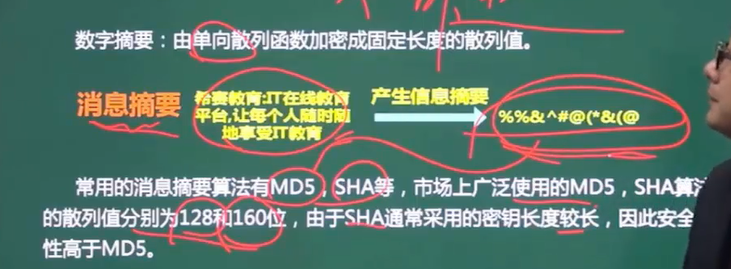 数字摘要：由单向散列函数加密成固定长度的散列值。
消息摘要
希赛教育:IT在线教育
平台,让每个人随时随
地享受IT教育
产生信息摘要
%%&^#@(*&(@
常用的消息摘要算法有MD5，SHA等，市场上广泛使用的MD5，SHA算法
的散列值分别为128和160位，由于SHA通常采用的密钥长度较长，因此安全
性高于MD5。